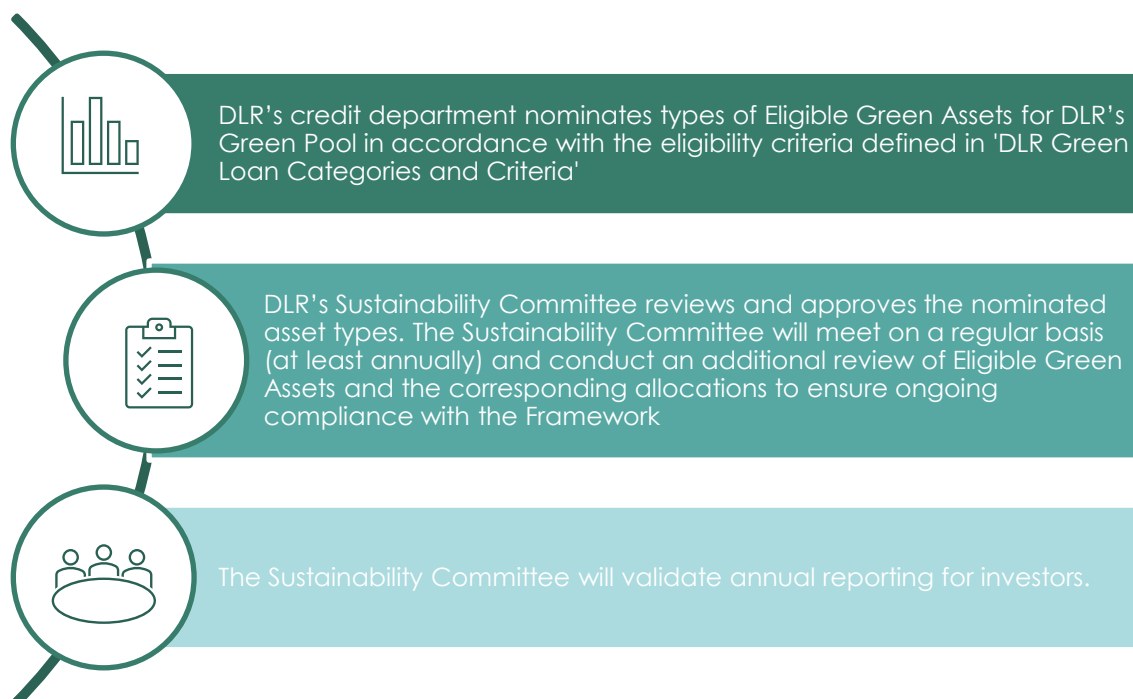 DLR’s credit department nominates types of Eligible Green Assets for DLR’s
Green Pool in accordance with the eligibility criteria defined in 'DLR Green
Loan Categories and Criteria'
DLR’s Sustainability Committee reviews and approves the nominated
asset types. The Sustainability Committee will meet on a regular basis
(at least annually) and conduct an additional review of Eligible Green
Assets and the corresponding allocations to ensure ongoing
compliance with the Framework
The Sustainability Committee will validate annual reporting for investors.